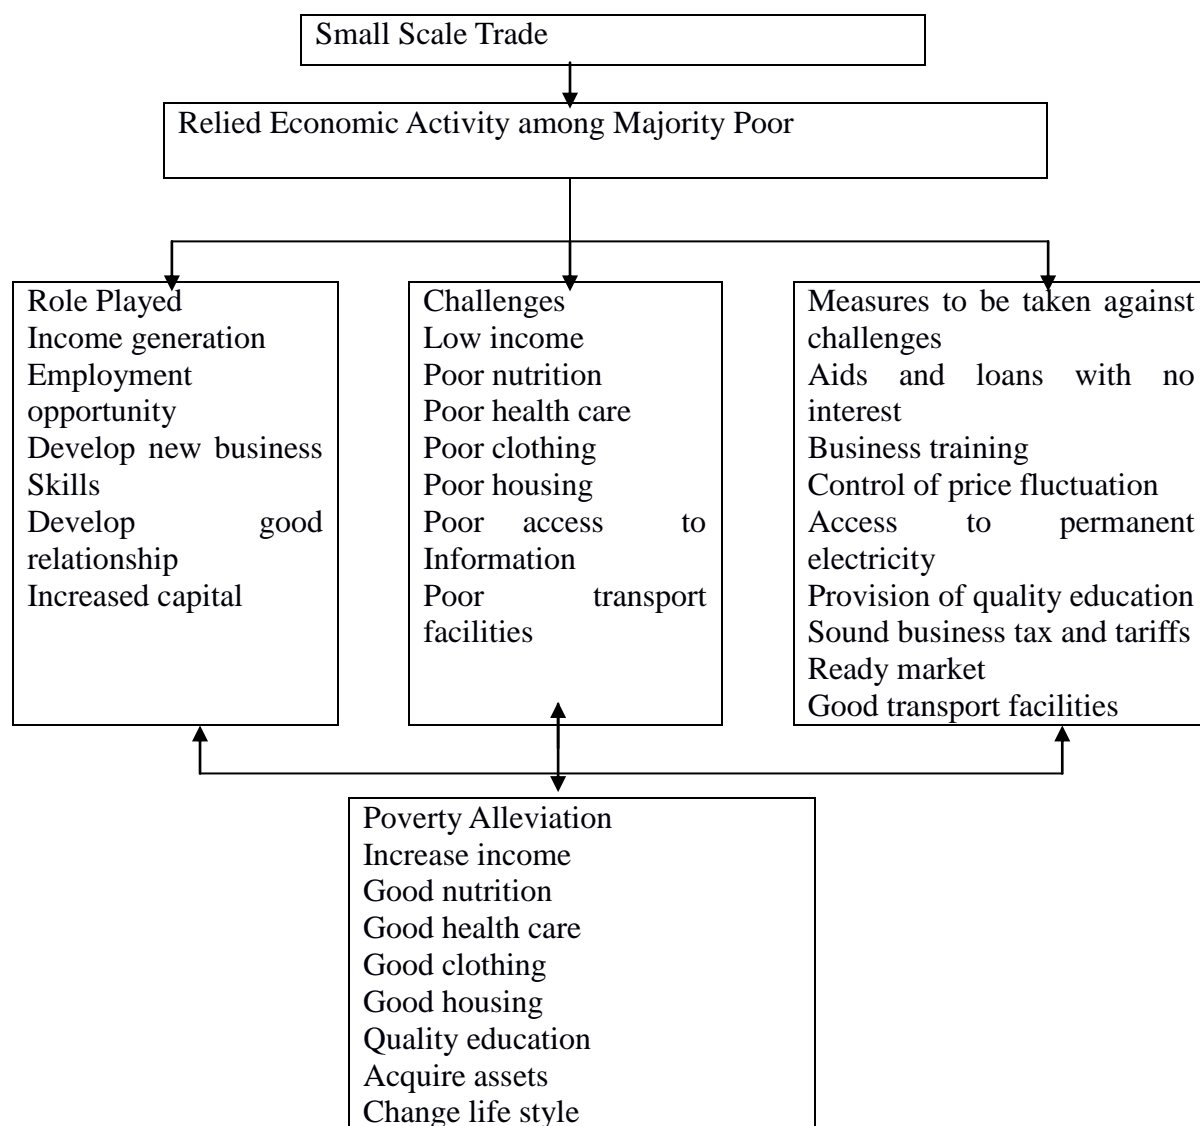 Small Scale Trade
Relied Economic Activity among Majority Poor
Role Played
Income generation
Employment
opportunity
Develop new business
Skills
Develop good
relationship
Increased capital
Challenges
Low income
Poor nutrition
Poor health care
Poor clothing
Poor housing
Poor access to
Information
Poor transport
facilities
Measures to be taken against
challenges
Aids and loans with no
interest
Business training
Control of price fluctuation
Access to permanent
electricity
Provision of quality education
Sound business tax and tariffs
Ready market
Good transport facilities
Poverty Alleviation
Increase income
Good nutrition
Good health care
Good clothing
Good housing
Quality education
Acquire assets
Change life style